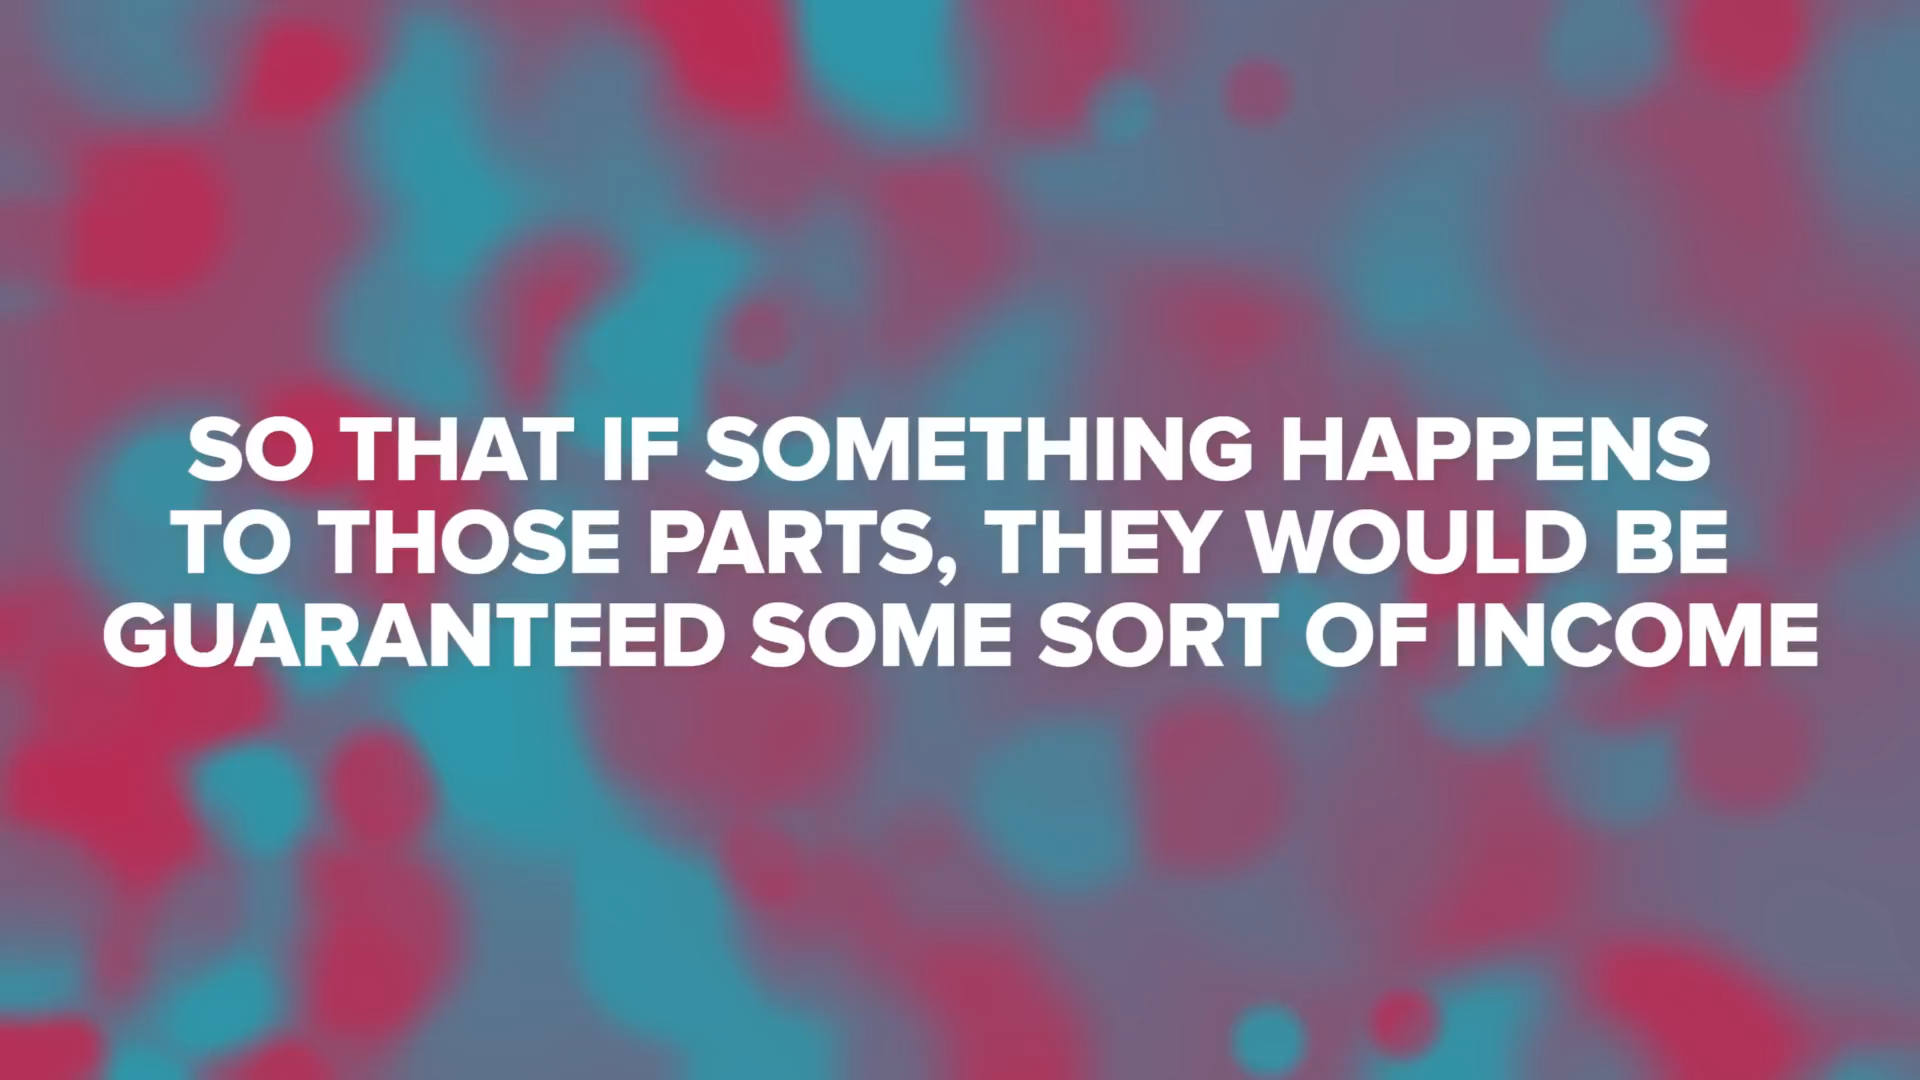 SO THAT IF SOMETHING HAPPENS
TO THOSE PARTS, THEY WOULD BE
GUARANTEED SOME SORT OF INCOME